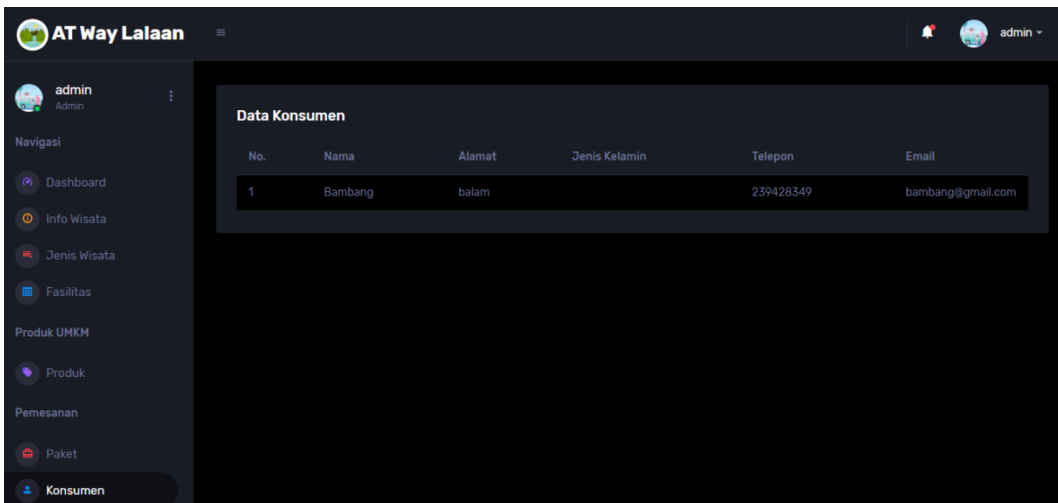 AT Way Lalaan
admin
admin
Admin
Navigasi
Dashboard
Info Wisata
Jenis Wisata
Fasilitas
Produk UMKM
Produk
Pemesanan
Paket
Konsumen
Data Konsumen
No. Nama Alamat Jenis Kelamin Telepon Email
1 Bambang balam 239428349 bambang@gmail.com